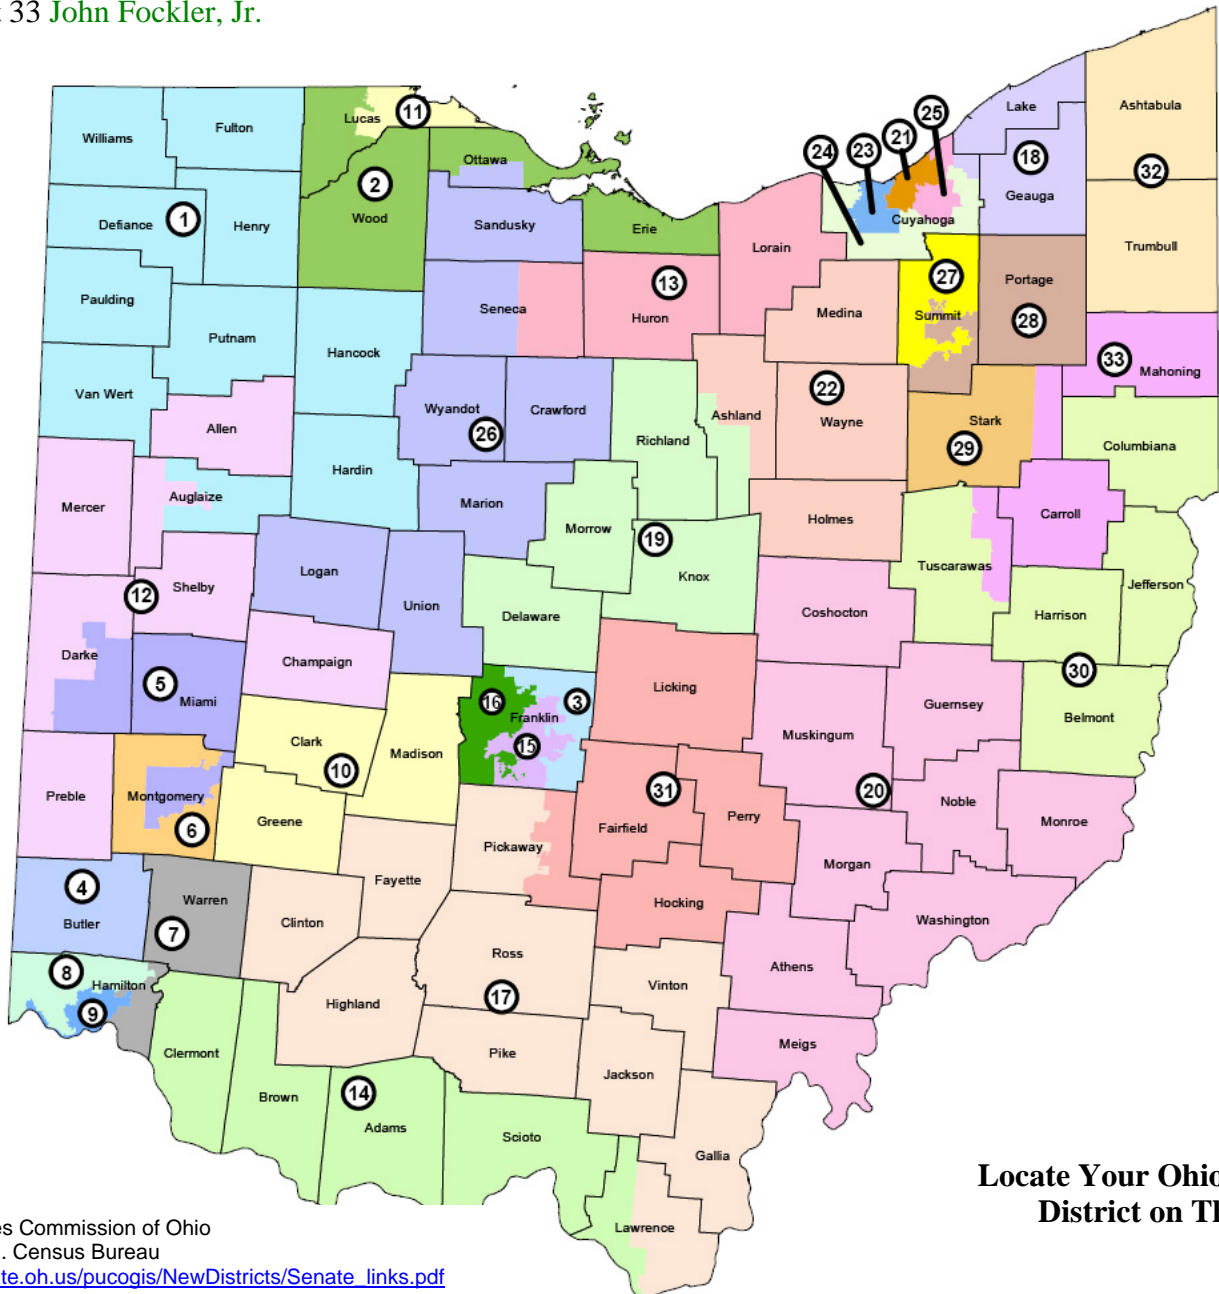 33 John Fockler, Jr.
Williams
Fulton
Lucas
11
Lake
Ashtabula
Ottawa
2
Wood
24
23
21
25
18
Geauga
32
Defiance
1
Henry
Sandusky
Erie
Cuyahoga
Lorain
Trumbull
Paulding
Putnam
Seneca
13
Huron
Medina
27
Summit
Portage
28
Hancock
Van Wert
Allen
Wyandot
26
Crawford
Richland
Ashland
22
Wayne
Stark
29
33
Mahoning
Columbiana
Mercer
Auglaize
Hardin
Marion
Morrow
19
Knox
Holmes
Tuscarawas
Carroll
Jefferson
Logan
Union
12
Shelby
Delaware
Coshocton
Harrison
30
Darke
5
Miami
Champaign
16
Franklin
3
15
Licking
Muskingum
Guernsey
Belmont
Clark
10
Madison
Preble
Montgomery
6
Greene
31
Fairfield
Perry
20
Noble
Monroe
Pickaway
Morgan
4
Butler
Warren
7
Fayette
Clinton
Hocking
Washington
8
Hamilton
9
Ross
17
Vinton
Athens
Highland
Pike
Jackson
Meigs
Clermont
Brown
14
Adams
Scioto
Gallia
Lawrence
Locate Your Ohio
District on
es Commission of Ohio
. Census Bureau
te.oh.us/pucogis/NewDistricts/Senate_links.pdf